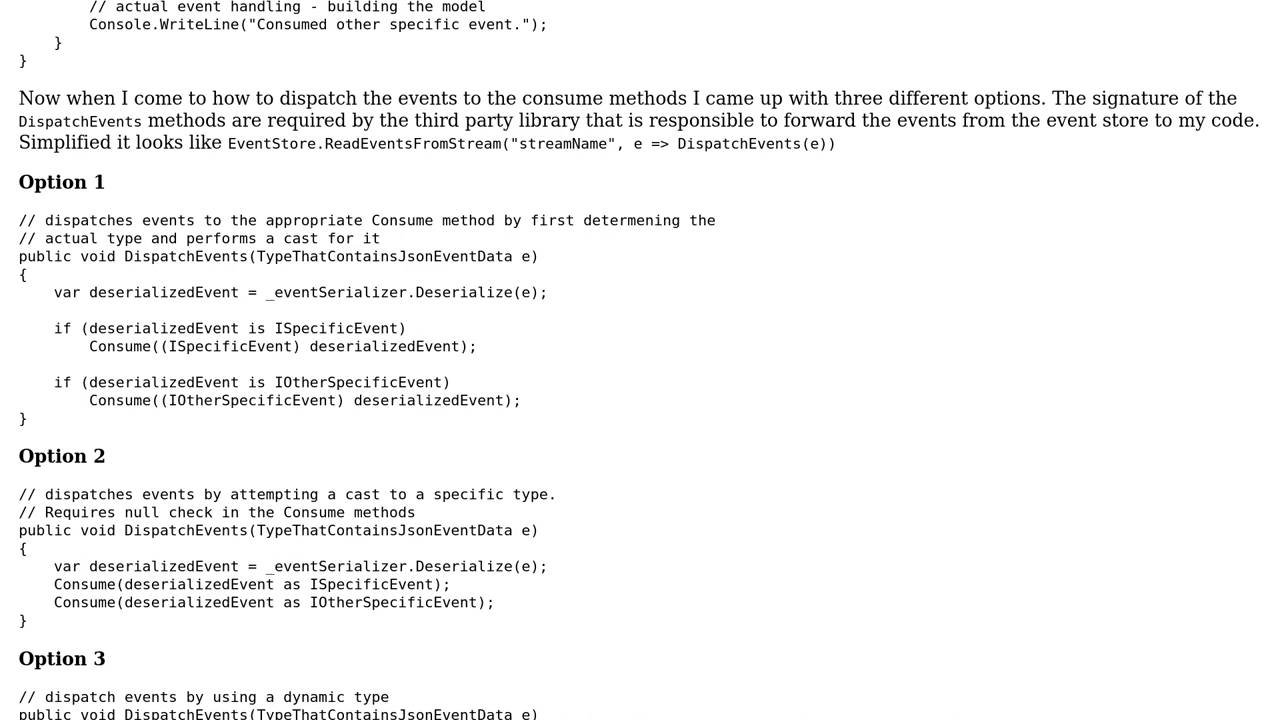 // actual event handling - building the model
        Console.WriteLine("Consumed other specific event.");
    }
}
Now when I come to how to dispatch the events to the consume methods I came up with three different options. The signature of the
DispatchEvents methods are required by the third party library that is responsible to forward the events from the event store to my code.
Simplified it looks like EventStore.ReadEventsFromStream("streamName", e => DispatchEvents(e))
Option 1
// dispatches events to the appropriate Consume method by first determening the
// actual type and performs a cast for it
public void DispatchEvents(TypeThatContainsJsonEventData e)
{
    var deserializedEvent = _eventSerializer.Deserialize(e);
    if (deserializedEvent is ISpecificEvent)
        Consume((ISpecificEvent) deserializedEvent);
    if (deserializedEvent is IOtherSpecificEvent)
        Consume((IOtherSpecificEvent) deserializedEvent);
}
Option 2
// dispatches events by attempting a cast to a specific type.
// Requires null check in the Consume methods
public void DispatchEvents(TypeThatContainsJsonEventData e)
{
    var deserializedEvent = _eventSerializer.Deserialize(e);
    Consume(deserializedEvent as ISpecificEvent);
    Consume(deserializedEvent as IOtherSpecificEvent);
}
Option 3
// dispatch events by using a dynamic type
public void DispatchEvents(TypeThatContainsJsonEventData e)